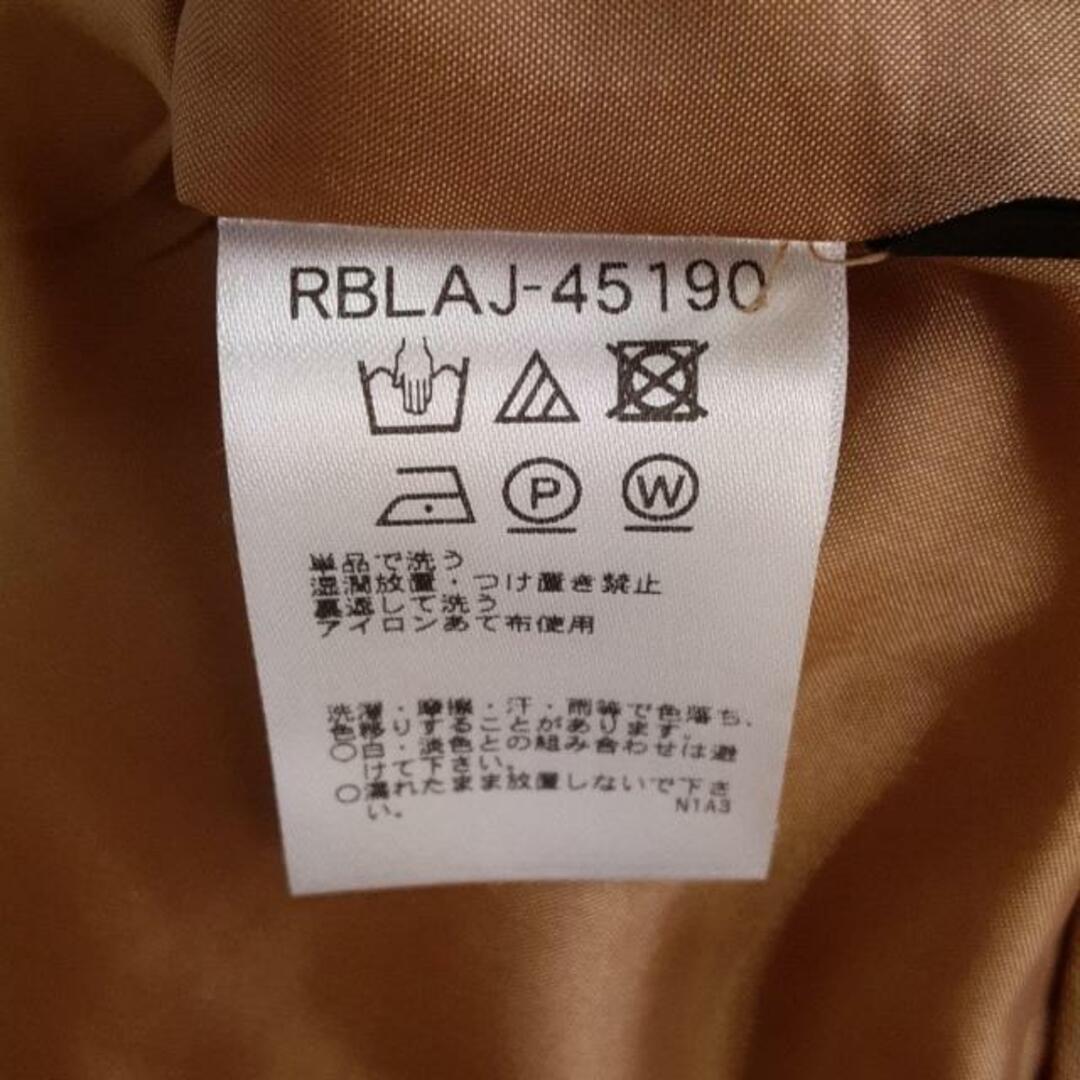 RBLAJ-45190
P W
単品で洗う
湿潤放置・つけ置き禁止
裏返して洗う
アイロンあて布使用
洗濯・摩擦・汗・雨等で色落ち、
色移りすることがあります。
○白・淡色との組み合わせは避
けて下さい。
○濡れたまま放置しないで下さ
い。
N1A3